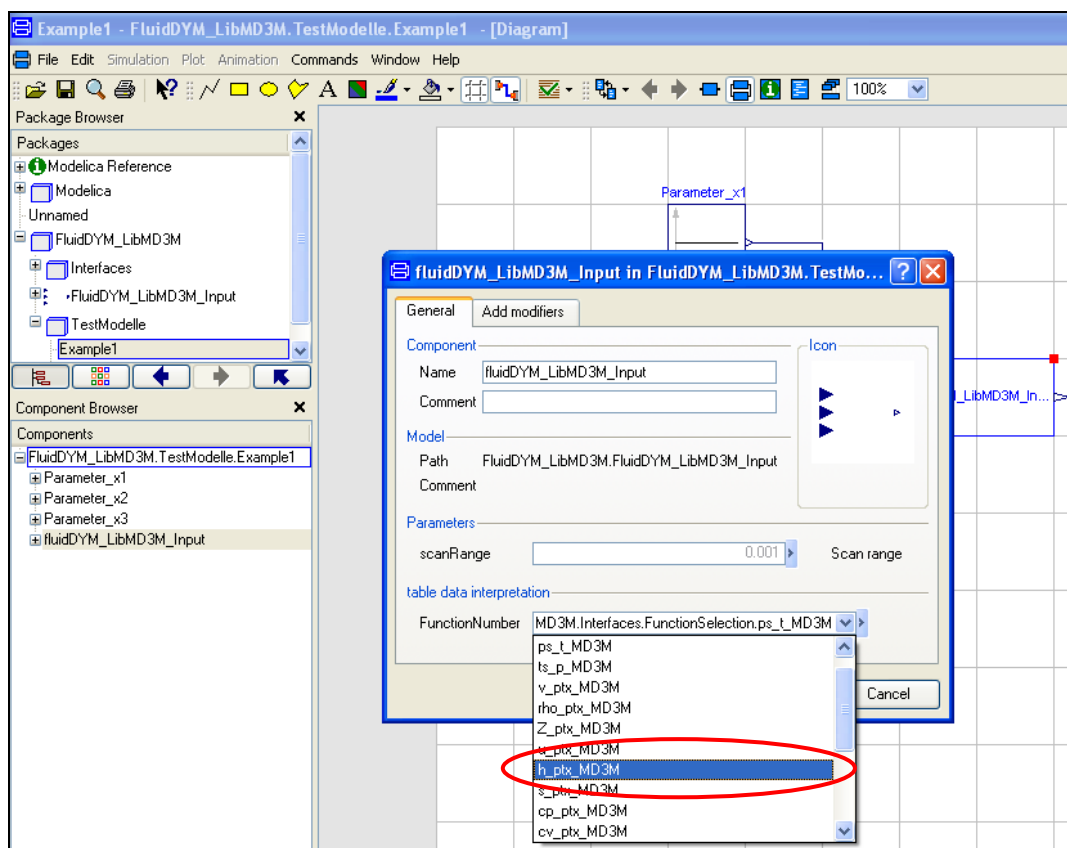 Example1 - FluidDYM_LibMD3M.TestModelle.Example1 - [Diagram]
File Edit Simulation Plot Animation Commands Window Help
A 100%
Package Browser x
Packages
Modelica Reference
Modelica
Unnamed
FluidDYM_LibMD3M
Interfaces
FluidDYM_LibMD3M_Input
TestModelle
Example1
Component Browser x
Components
FluidDYM_LibMD3M.TestModelle.Example1
Parameter_x1
Parameter_x2
Parameter_x3
fluidDYM_LibMD3M_Input
Parameter_x1
_LibMD3M_In...
fluidDYM_LibMD3M_Input in FluidDYM_LibMD3M.TestMo...
General Add modifiers
Component
Icon
Name fluidDYM_LibMD3M_Input
Comment
Model
Path FluidDYM_LibMD3M.FluidDYM_LibMD3M_Input
Comment
Parameters
scanRange 0.001 Scan range
table data interpretation
FunctionNumber MD3M.Interfaces.FunctionSelection.ps_t_MD3M
ps_t_MD3M
ts_p_MD3M
v_ptx_MD3M
rho_ptx_MD3M
Z_ptx_MD3M
u_ptx_MD3M
h_ptx_MD3M
s_ptx_MD3M
cp_ptx_MD3M
cv_ptx_MD3M
Cancel